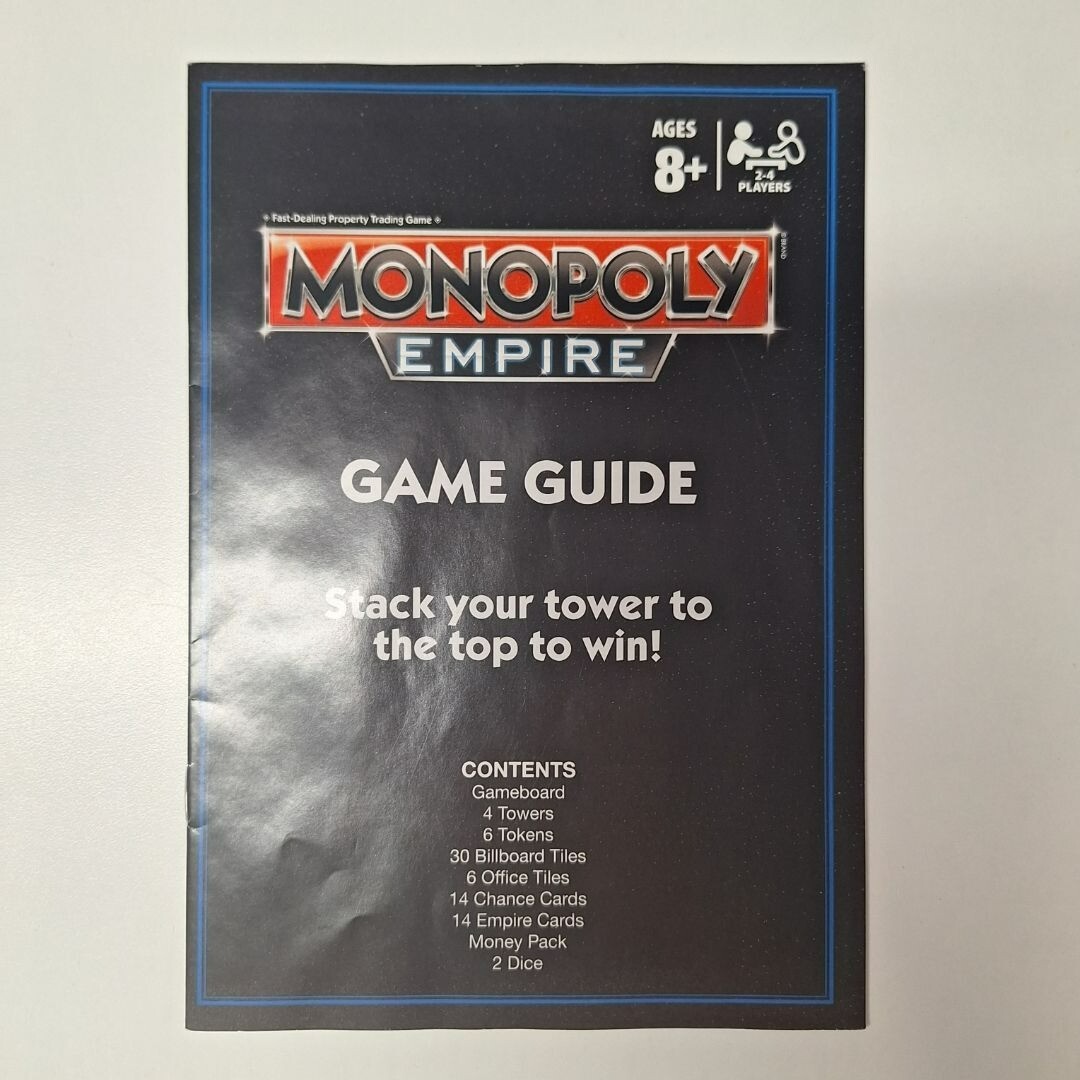 AGES
8+
2-4
PLAYERS
Fast-Dealing Property Trading Game
MONOPOLY
BRAND
EMPIRE
GAME GUIDE
Stack your tower to
the top to win!
CONTENTS
Gameboard
4 Towers
6 Tokens
30 Billboard Tiles
6 Office Tiles
14 Chance Cards
14 Empire Cards
Money Pack
2 Dice